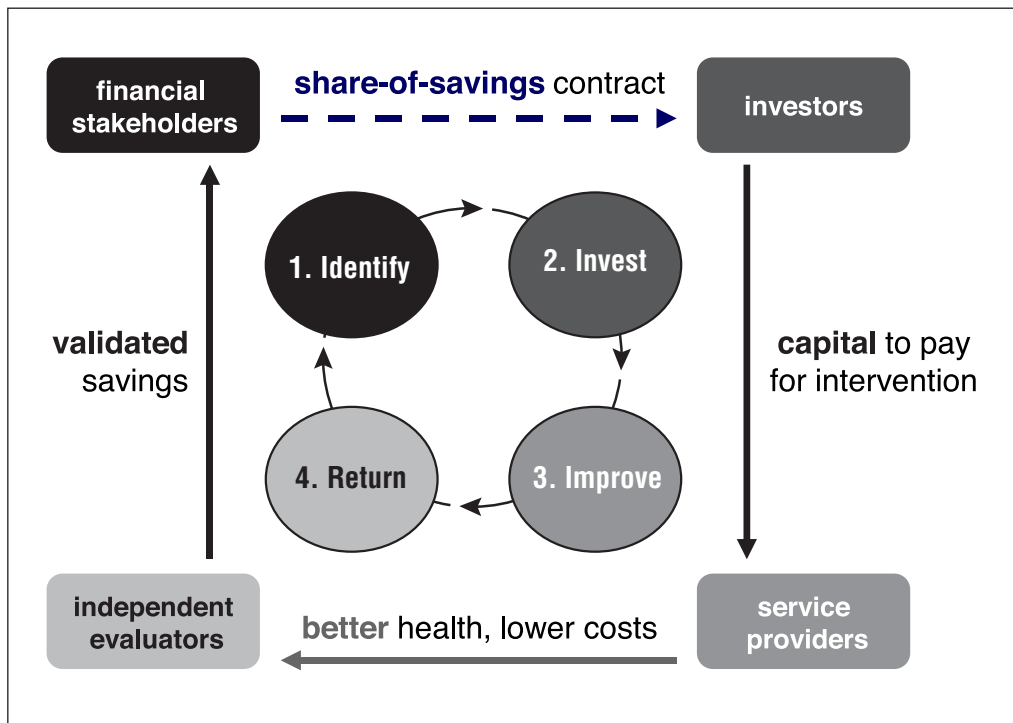 financial
stakeholders
share-of-savings contract
investors
1. Identify
2. Invest
validated
savings
capital to pay
for intervention
4. Return
3. Improve
independent
evaluators
better health, lower costs
service
providers